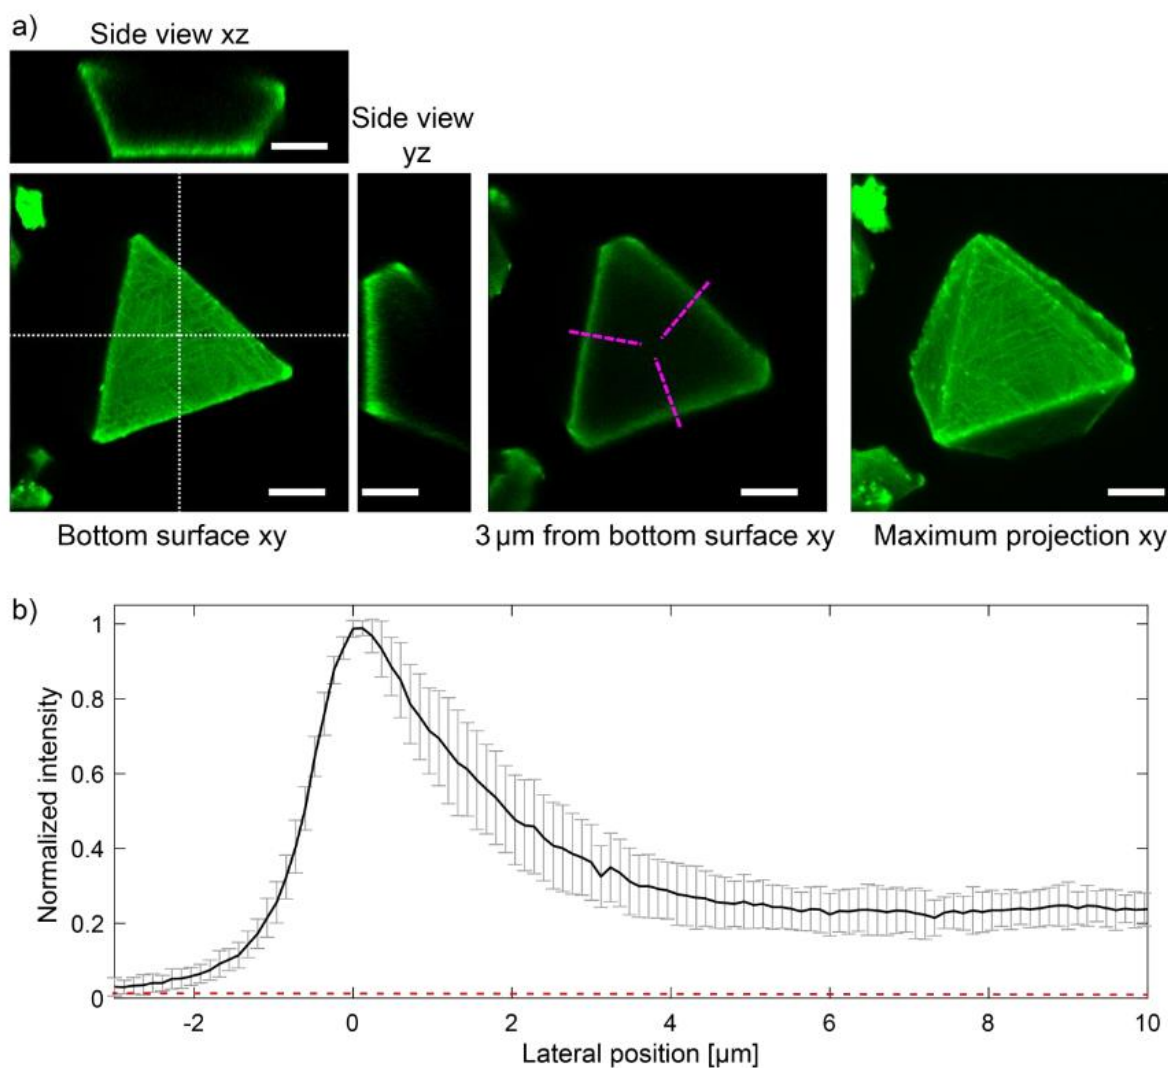 a)
Side view xz
Side view
yz
Bottom surface xy
3 µm from bottom surface xy
Maximum projection xy
b)
1
0.8
0.6
0.4
0.2
0
Normalized intensity
-2 0 2 4 6 8 10
Lateral position [µm]